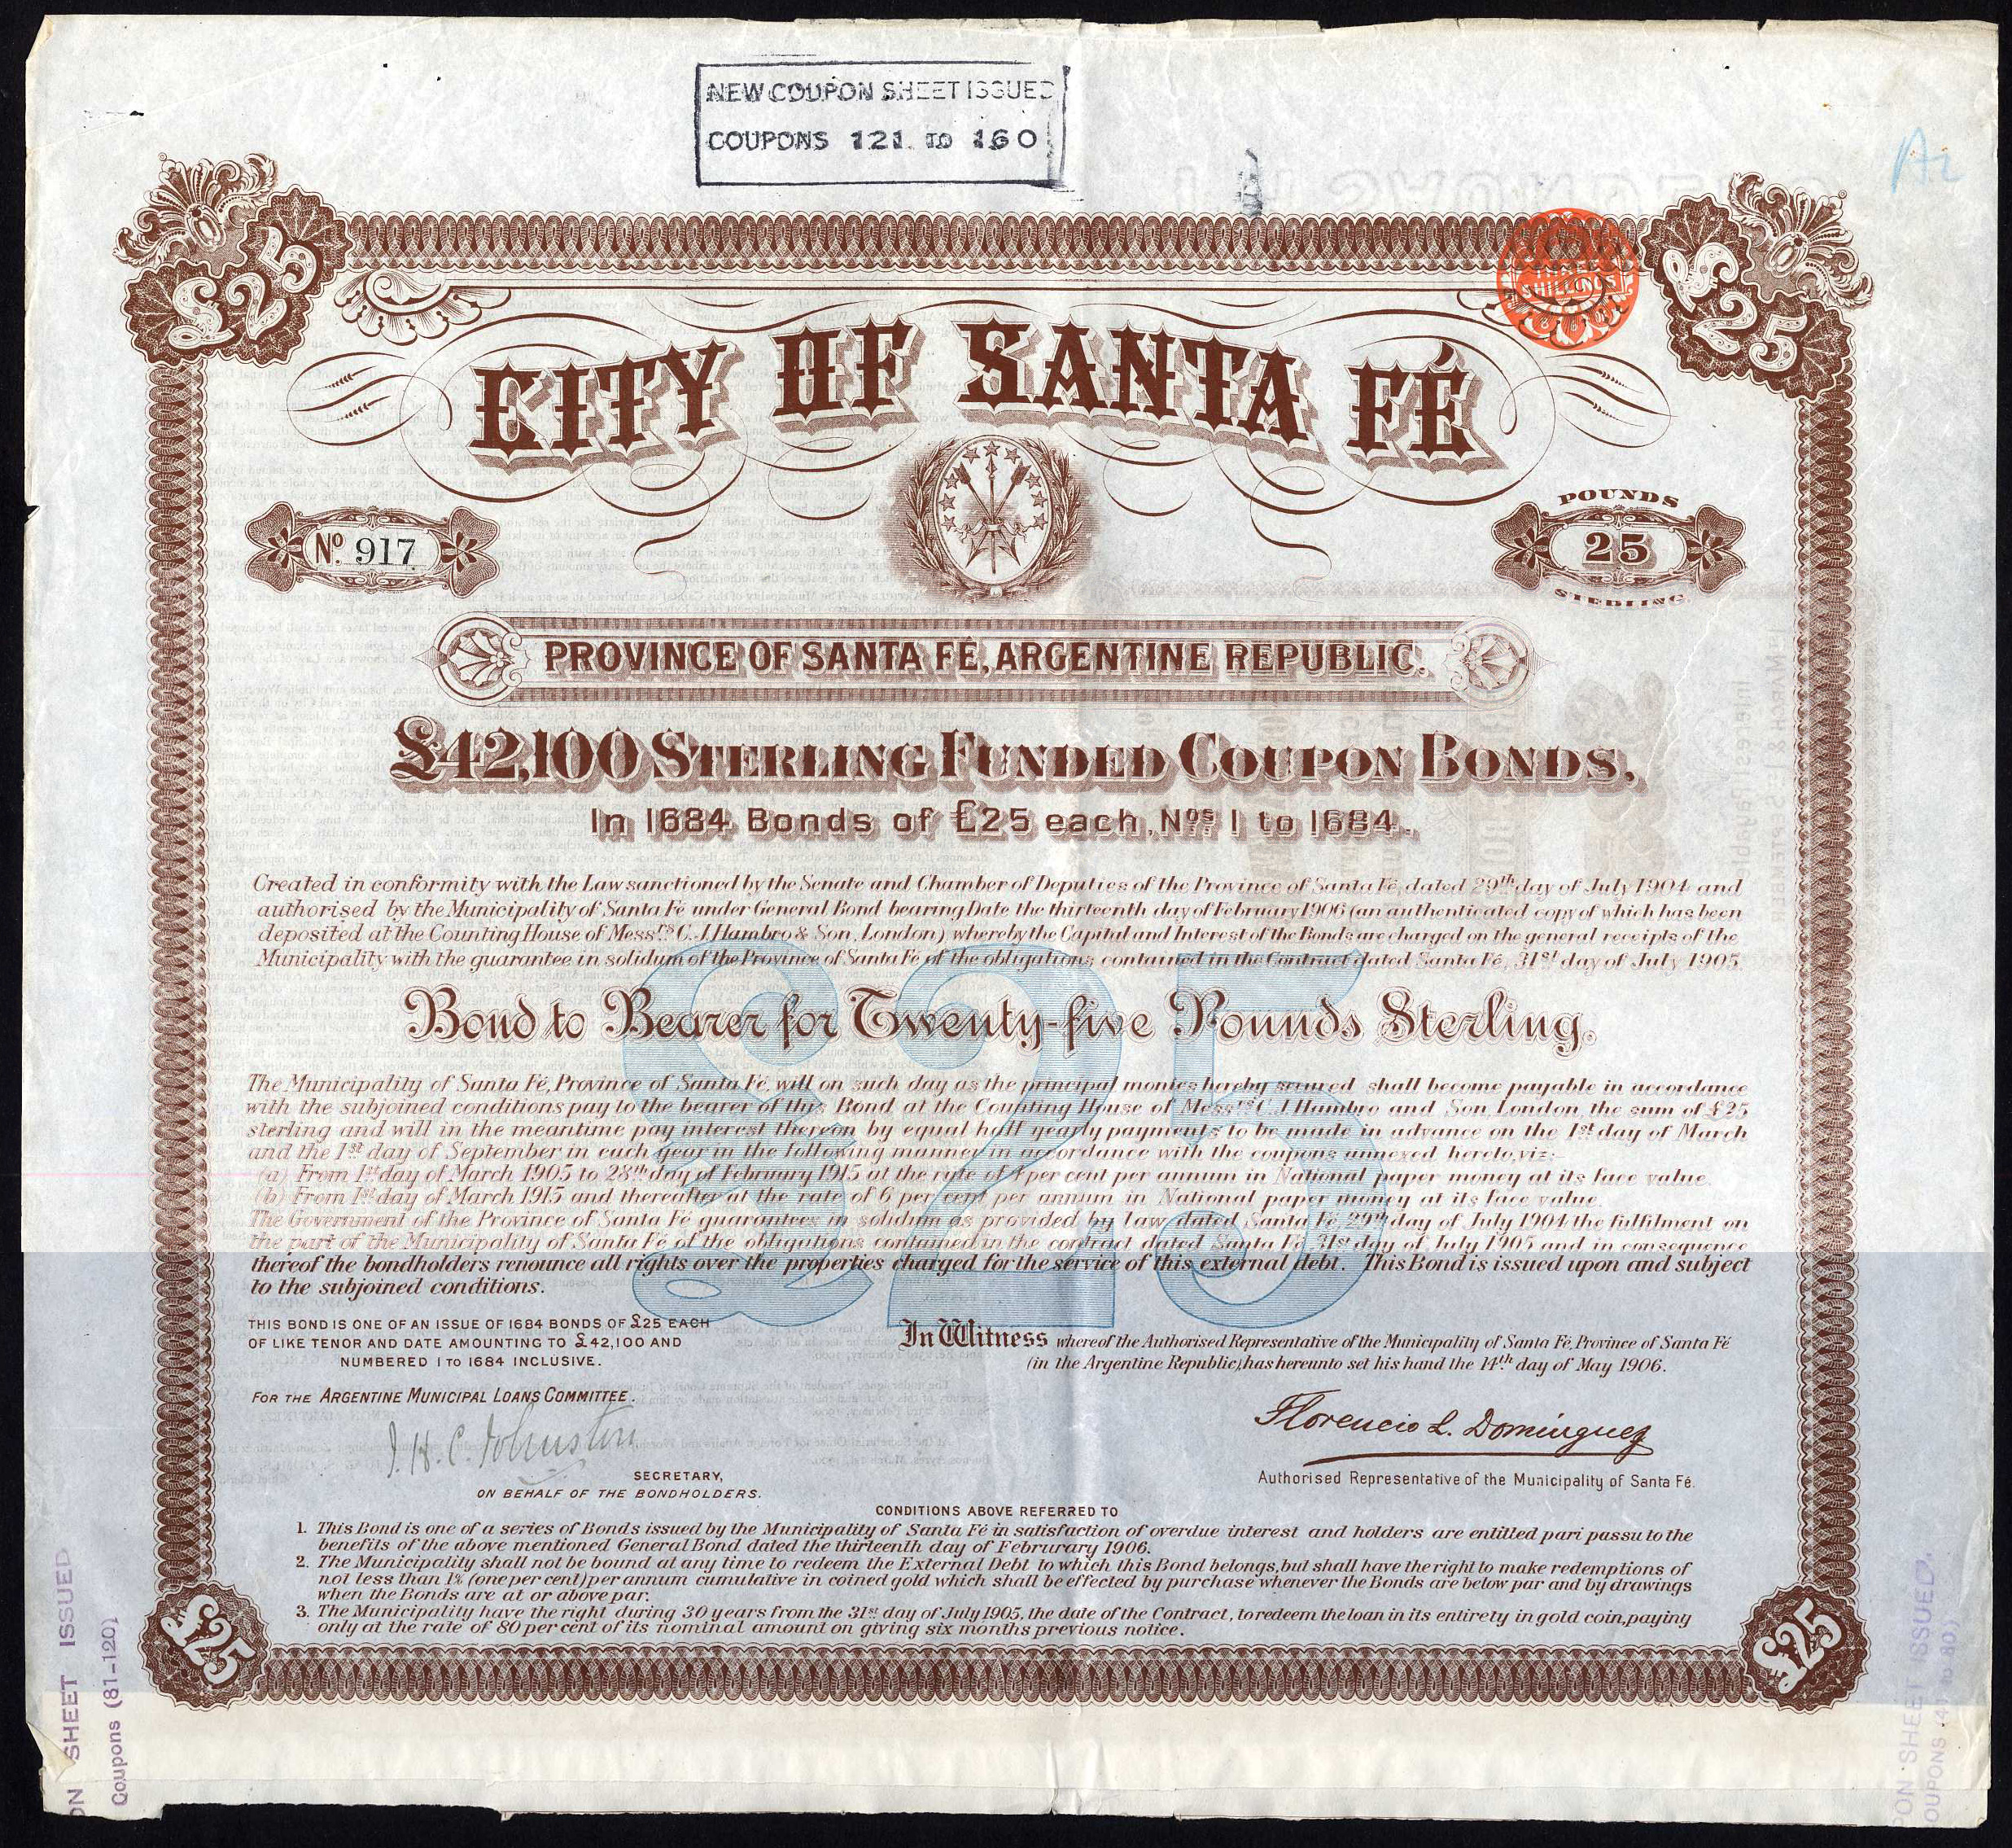 NEW COUPON SHEET ISSUED
COUPONS 121 TO 160
A2
£25
£25
THREE
SHILLINGS
CITY OF SANTA FÉ
POUNDS
Nº 917
25
STERLING
PROVINCE OF SANTA FÉ, ARGENTINE REPUBLIC.
£42,100 STERLING FUNDED COUPON BONDS,
In 1684 Bonds of £25 each, Nos 1 to 1684.
Created in conformity with the Law sanctioned by the Senate and Chamber of Deputies of the Province of Santa Fé, dated 29th day of July 1904 and
authorised by the Municipality of Santa Fé under General Bond bearing Date the thirteenth day of February 1906 (an authenticated copy of which has been
deposited at the Counting House of Messrs C. J. Hambro & Son, London) whereby the Capital and Interest of the Bonds are charged on the general receipts of the
Municipality with the guarantee in solidum of the Province of Santa Fé of the obligations contained in the Contract dated Santa Fé, 31st day of July 1905
£25
Bond to Bearer for Twenty-five Pounds Sterling.
The Municipality of Santa Fé, Province of Santa Fé, will on such day as the principal monies hereby secured shall become payable in accordance
with the subjoined conditions pay to the bearer of this Bond at the Counting House of Messrs C. J. Hambro and Son, London, the sum of £25
sterling and will in the meantime pay interest thereon by equal half yearly payments to be made in advance on the 1st day of March
and the 1st day of September in each year in the following manner in accordance with the coupons annexed hereto, viz:-
(a) From 1st day of March 1905 to 28th day of February 1915 at the rate of per cent per annum in National paper money at its face value.
(b) From 1st day of March 1915 and thereafter at the rate of 6 per cent per annum in National paper money at its face value.
The Government of the Province of Santa Fé guarantees in solidum as provided by law dated Santa Fé 29th day of July 1904 the fulfilment on
the part of the Municipality of Santa Fé of the obligations contained in the contract dated Santa Fé 31st day of July 1905 and in consequence
thereof the bondholders renounce all rights over the properties charged for the service of this external debt. This Bond is issued upon and subject
to the subjoined conditions.
THIS BOND IS ONE OF AN ISSUE OF 1684 BONDS OF £25 EACH
OF LIKE TENOR AND DATE AMOUNTING TO £42,100 AND
NUMBERED 1 TO 1684 INCLUSIVE.
In Witness whereof the Authorised Representative of the Municipality of Santa Fé, Province of Santa Fé
(in the Argentine Republic), has hereunto set his hand the 14th day of May 1906.
FOR THE ARGENTINE MUNICIPAL LOANS COMMITTEE.
J. H. C. Johnston
SECRETARY,
ON BEHALF OF THE BONDHOLDERS.
Florencio L. Dominguez
Authorised Representative of the Municipality of Santa Fé.
CONDITIONS ABOVE REFERRED TO
1. This Bond is one of a series of Bonds issued by the Municipality of Santa Fé in satisfaction of overdue interest and holders are entitled pari passu to the
benefits of the above mentioned General Bond dated the thirteenth day of Februrary 1906.
2. The Municipality shall not be bound at any time to redeem the External Debt to which this Bond belongs, but shall have the right to make redemptions of
not less than 1% (one per cent) per annum cumulative in coined gold which shall be effected by purchase whenever the Bonds are below par and by drawings
when the Bonds are at or above par.
3. The Municipality have the right during 30 years from the 31st day of July 1905, the date of the Contract, to redeem the loan in its entirety in gold coin, paying
only at the rate of 80 per cent of its nominal amount on giving six months previous notice.
£25
£25
ON SHEET ISSUED
Coupons (81-120)
PON SHEET ISSUED.
OUPONS (41 to 80)